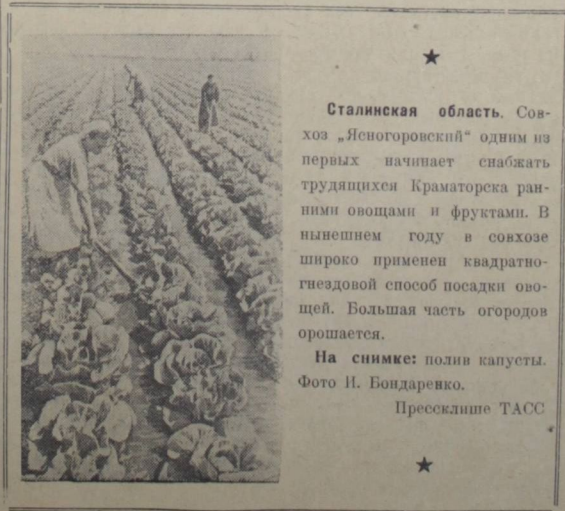 Сталинская область. Сов-
хоз „Ясногоровский“ одним из
первых начинает снабжать
трудящихся Краматорска ран-
ними овощами и фруктами. В
нынешнем году в совхозе
широко применен квадратно-
гнездовой способ посадки ово-
щей. Большая часть огородов
орошается.
На снимке: полив капусты.
Фото И. Бондаренко.
Прессклише ТАСС